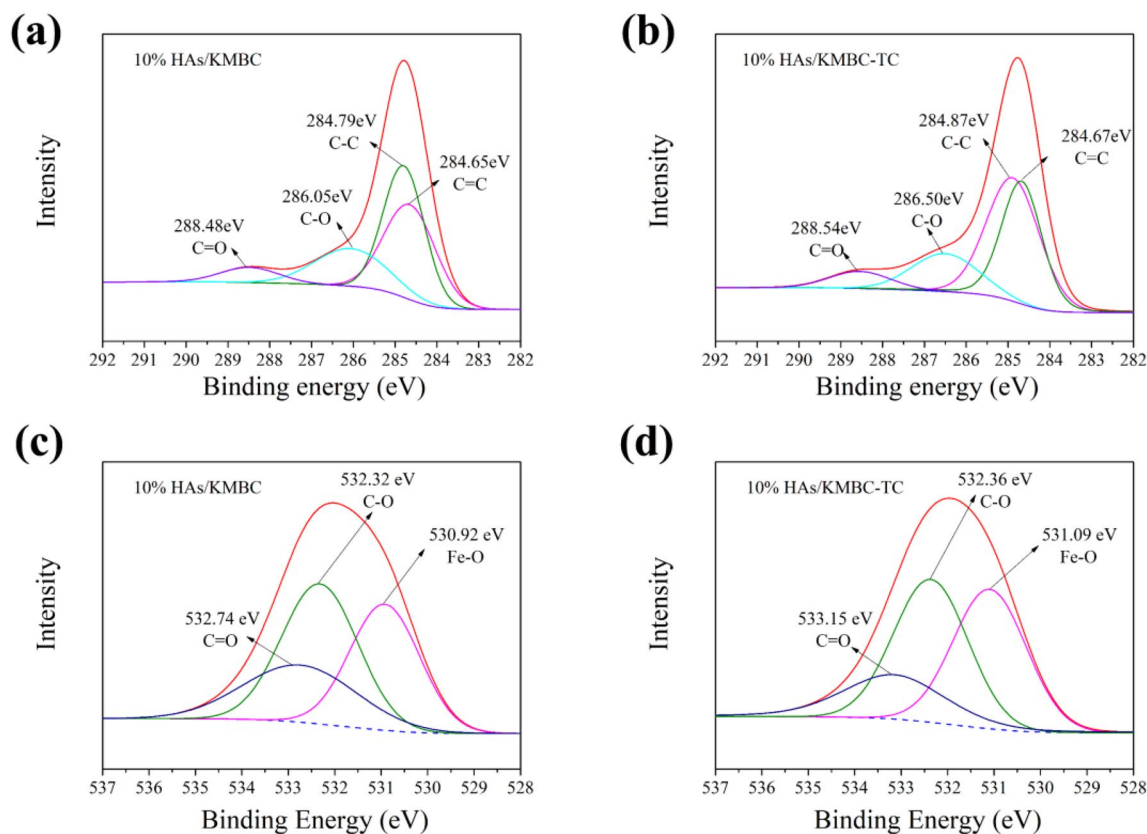 (a)
10% HAs/KMBC
284.79eV
C-C
284.65eV
C=C
286.05eV
C-O
288.48eV
C=O
Intensity
292 291 290 289 288 287 286 285 284 283 282
Binding energy (eV)
(b)
10% HAs/KMBC-TC
284.87eV
C-C
284.67eV
C=C
286.50eV
C-O
288.54eV
C=O
Intensity
292 291 290 289 288 287 286 285 284 283 282
Binding energy (eV)
(c)
10% HAs/KMBC
532.32 eV
C-O
530.92 eV
Fe-O
532.74 eV
C=O
Intensity
537 536 535 534 533 532 531 530 529 528
Binding Energy (eV)
(d)
10% HAs/KMBC-TC
532.36 eV
C-O
531.09 eV
Fe-O
533.15 eV
C=O
Intensity
537 536 535 534 533 532 531 530 529 528
Binding Energy (eV)